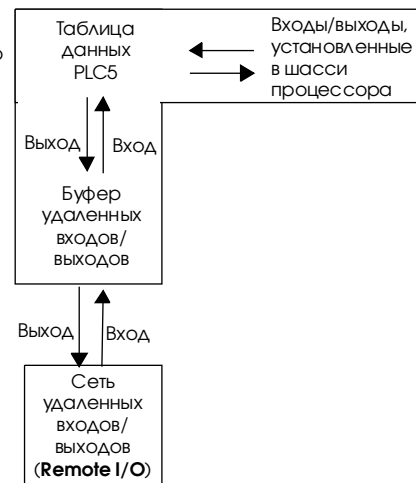 Таблица
данных
PLC5
Входы/выходы,
установленные
в шасси
процессора
Выход
Вход
Буфер
удаленных
входов/
выходов
Выход
Вход
Сеть
удаленных
входов/
выходов
(Remote I/O)